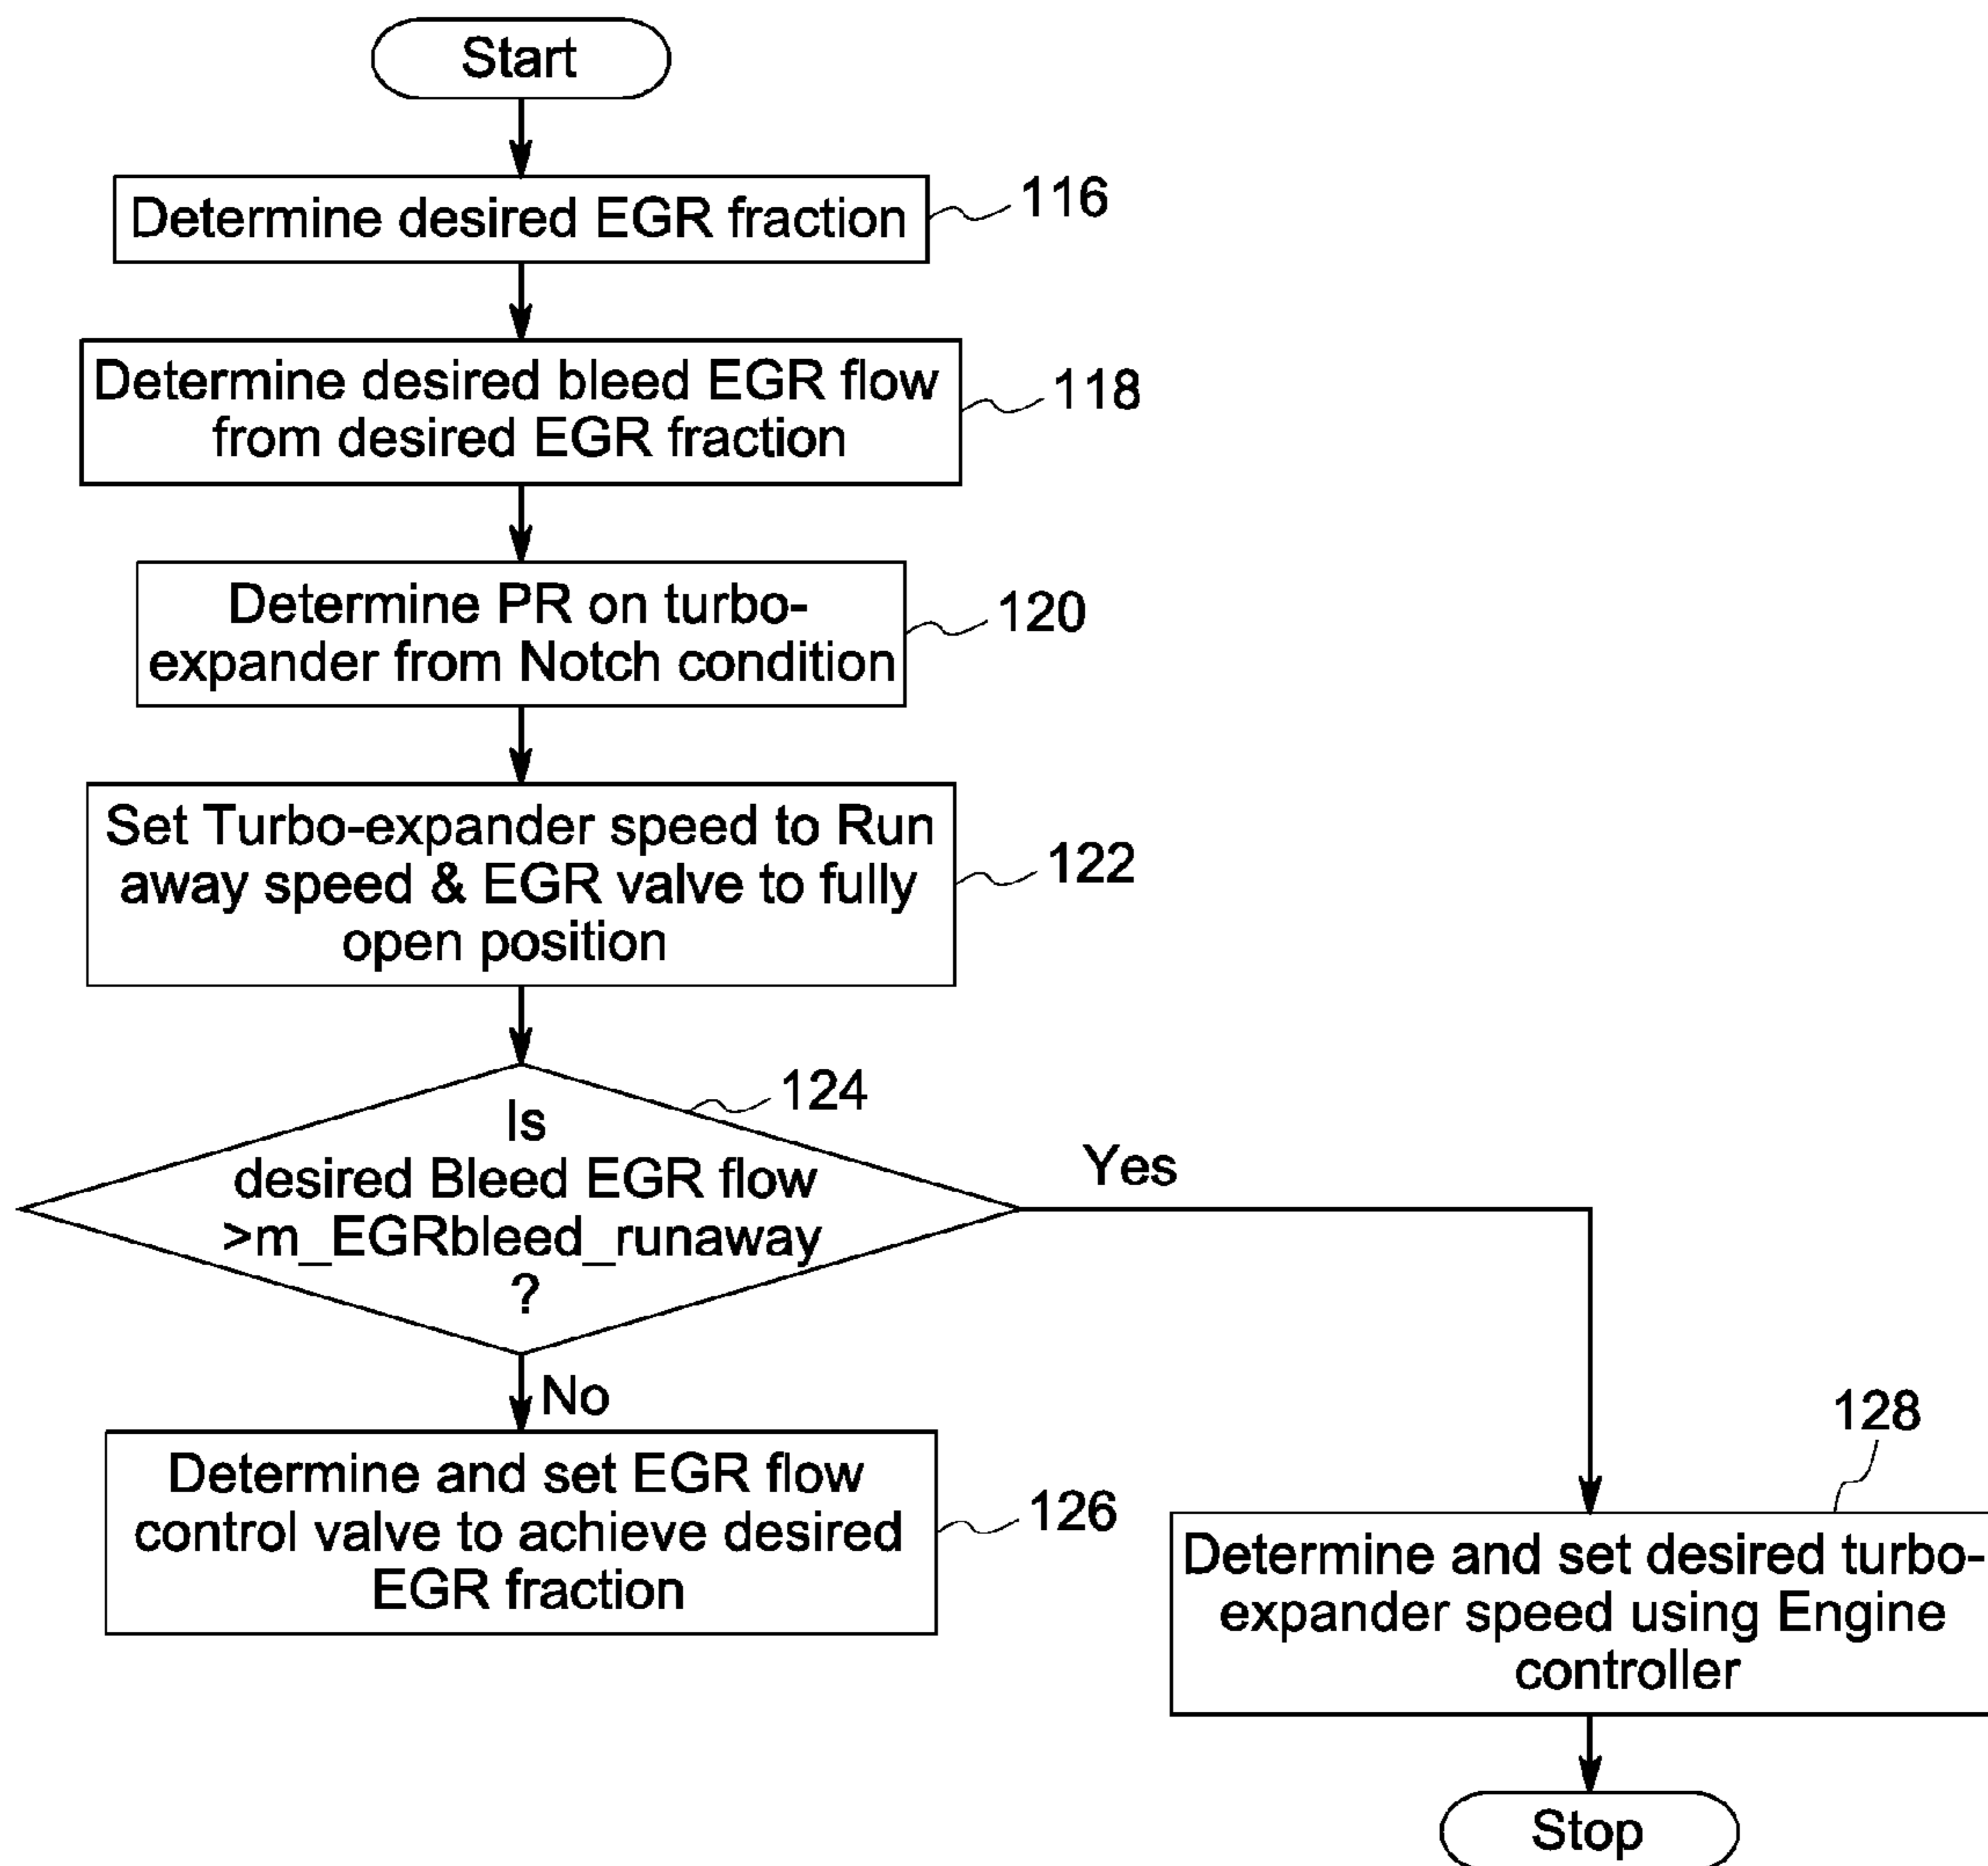 Start
Determine desired EGR fraction
116
Determine desired bleed EGR flow
from desired EGR fraction
118
Determine PR on turbo-
expander from Notch condition
120
Set Turbo-expander speed to Run
away speed & EGR valve to fully
open position
122
124
Is
desired Bleed EGR flow
>m_EGRbleed_runaway
?
Yes
No
Determine and set EGR flow
control valve to achieve desired
EGR fraction
126
128
Determine and set desired turbo-
expander speed using Engine
controller
Stop